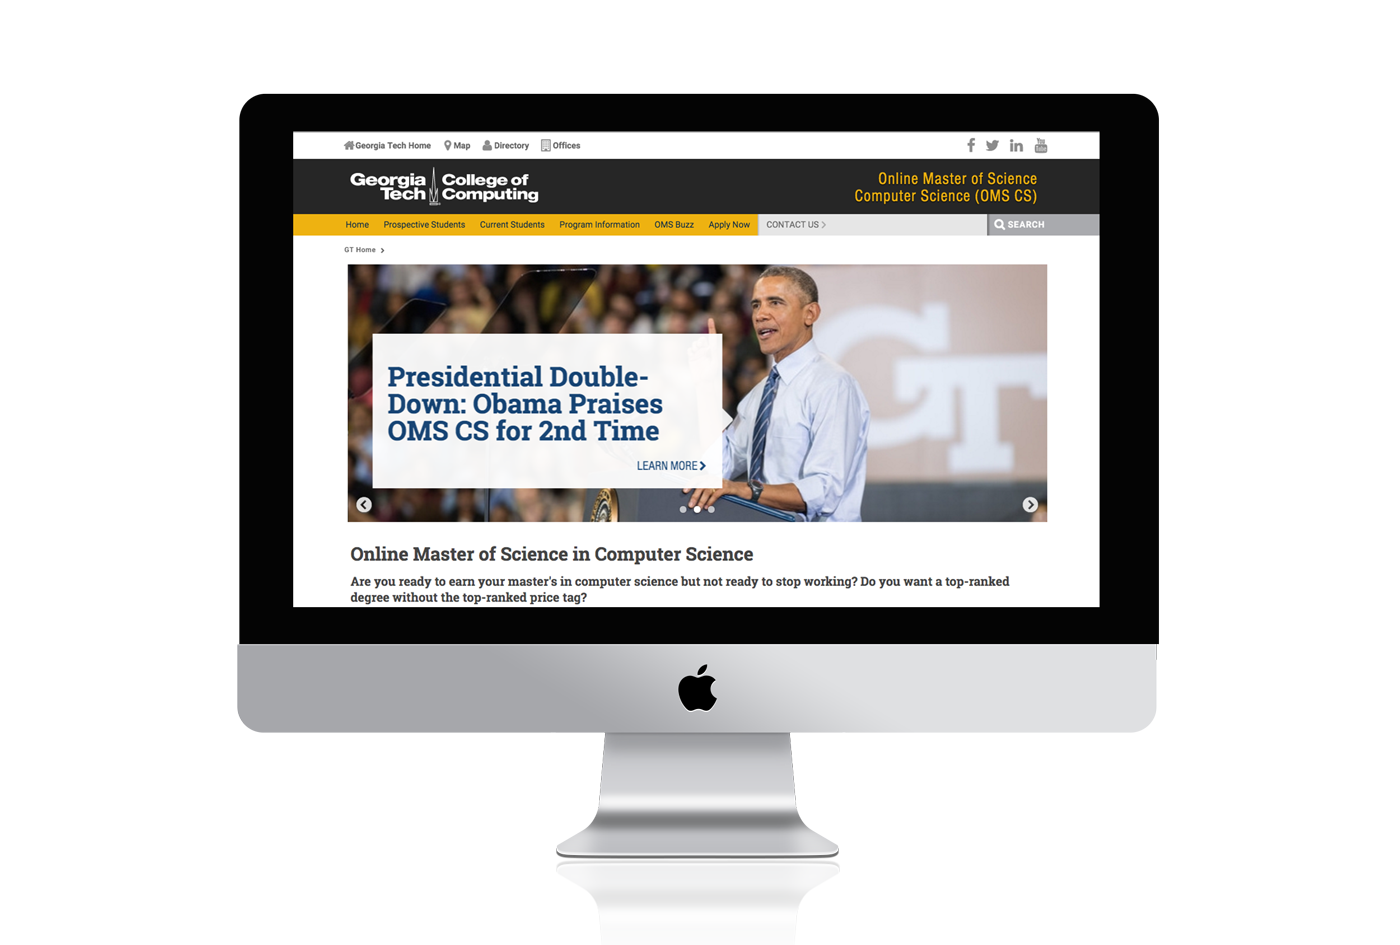 Georgia Tech Home Map Directory Offices
You Tube
Georgia Tech College of Computing
Online Master of Science
Computer Science (OMS CS)
Home Prospective Students Current Students Program Information OMS Buzz Apply Now CONTACT US > SEARCH
GT Home >
GT
Presidential Double-
Down: Obama Praises
OMS CS for 2nd Time
LEARN MORE >
Online Master of Science in Computer Science
Are you ready to earn your master's in computer science but not ready to stop working? Do you want a top-ranked
degree without the top-ranked price tag?